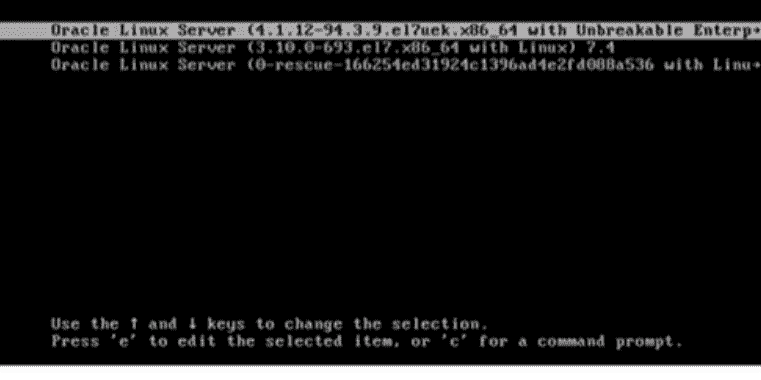 Oracle Linux Server (4.1.12-94.3.9.el7uek.x86_64 with Unbreakable Enterp→
Oracle Linux Server (3.10.0-693.el7.x86_64 with Linux) 7.4
Oracle Linux Server (0-rescue-166254ed31924c1396ad4e2fd088a536 with Linu→
Use the ↑ and ↓ keys to change the selection.
Press 'e' to edit the selected item, or 'c' for a command prompt.